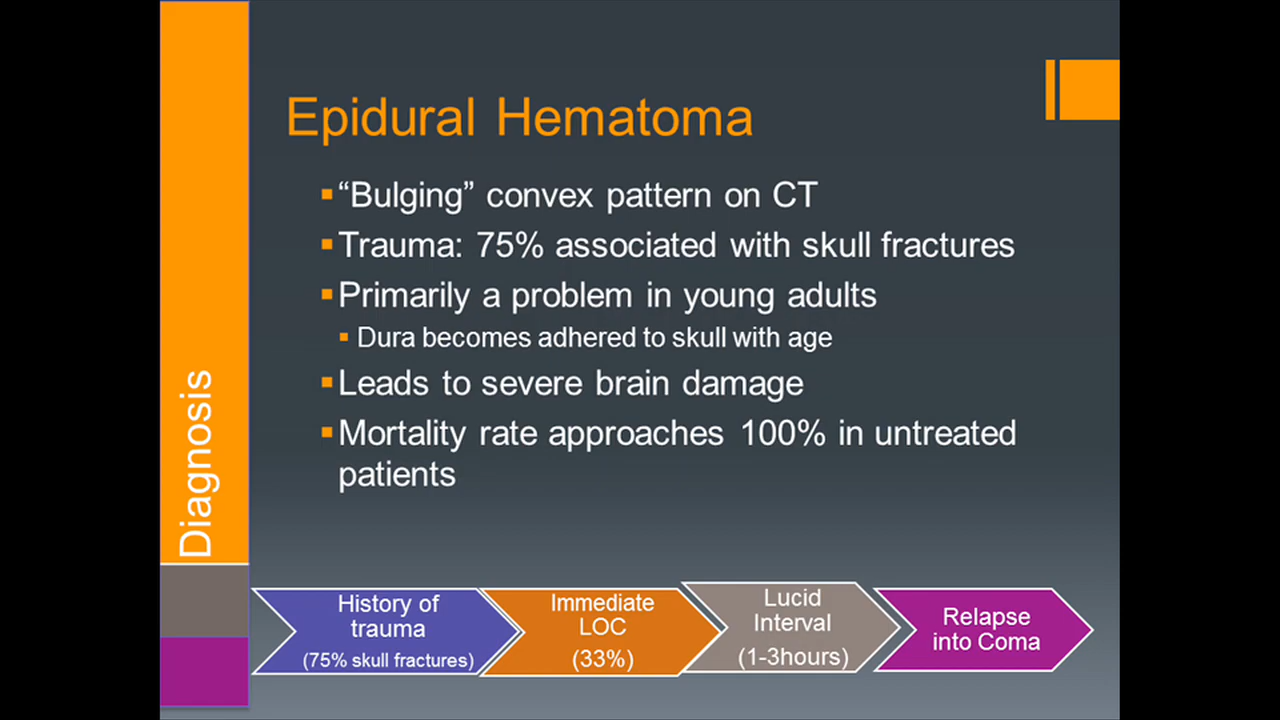 Epidural Hematoma
“Bulging” convex pattern on CT
Trauma: 75% associated with skull fractures
Primarily a problem in young adults
Dura becomes adhered to skull with age
Leads to severe brain damage
Mortality rate approaches 100% in untreated
patients
Diagnosis
History of
trauma
(75% skull fractures)
Immediate
LOC
(33%)
Lucid
Interval
(1-3hours)
Relapse
into Coma